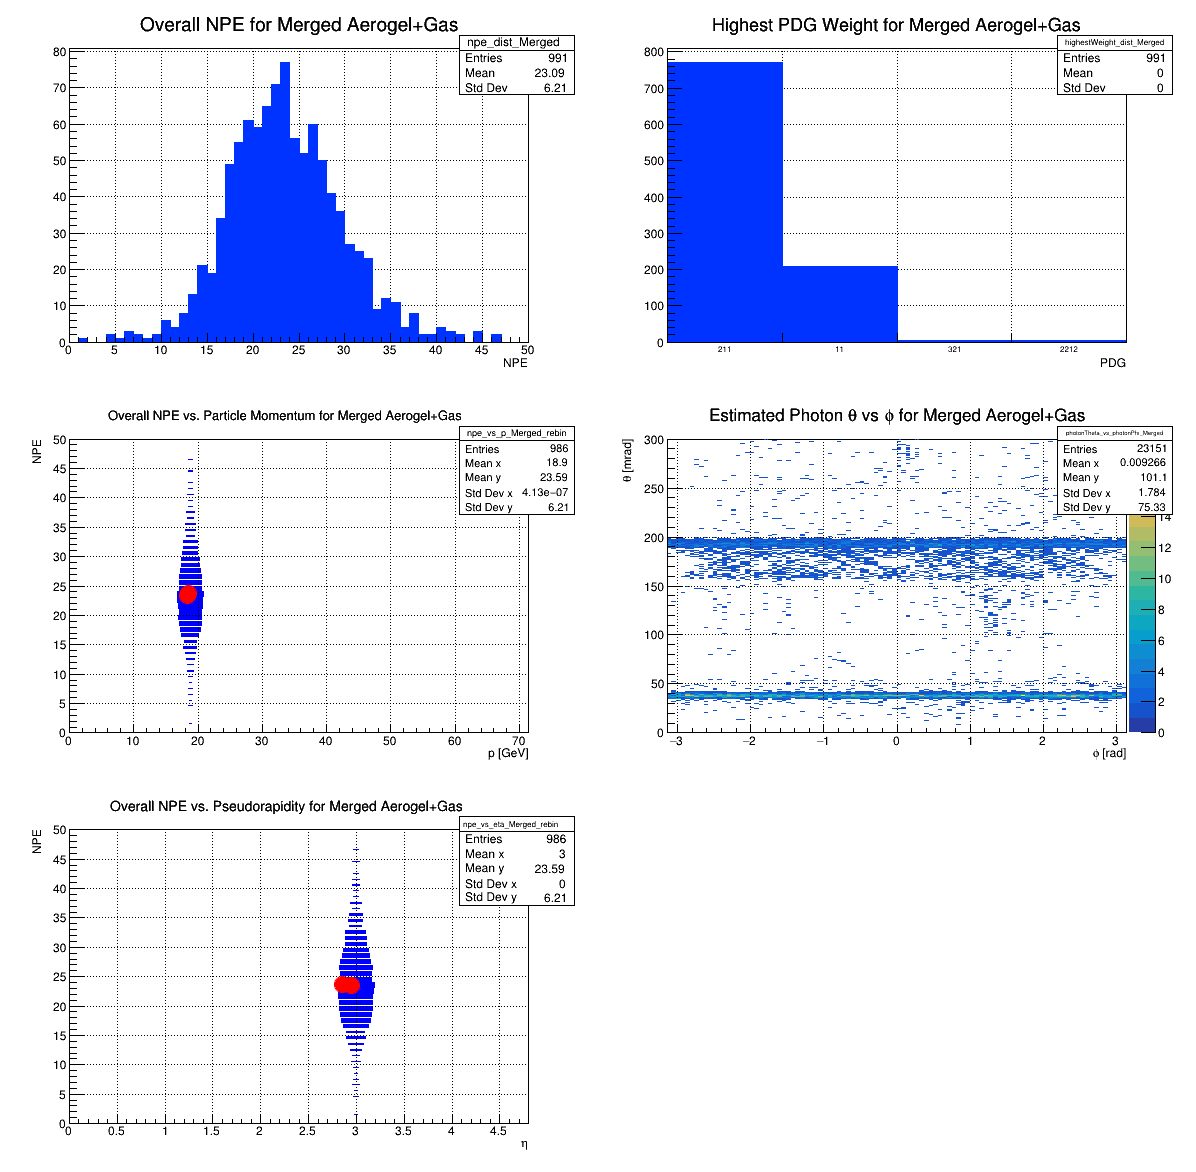 Overall NPE for Merged Aerogel+Gas
npe_dist_Merged
Entries 991
Mean 23.09
Std Dev 6.21
80
70
60
50
40
30
20
10
0
0 5 10 15 20 25 30 35 40 45 50
NPE
Highest PDG Weight for Merged Aerogel+Gas
highestWeight_dist_Merged
Entries 991
Mean 0
Std Dev 0
800
700
600
500
400
300
200
100
0
211 11 321 2212
PDG
Overall NPE vs. Particle Momentum for Merged Aerogel+Gas
npe_vs_p_Merged_rebin
Entries 986
Mean x 18.9
Mean y 23.59
Std Dev x 4.13e-07
Std Dev y 6.21
NPE
50
45
40
35
30
25
20
15
10
5
0
0 10 20 30 40 50 60 70
p [GeV]
Estimated Photon θ vs ϕ for Merged Aerogel+Gas
photonTheta_vs_photonPhi_Merged
Entries 23151
Mean x 0.009266
Mean y 101.1
Std Dev x 1.784
Std Dev y 75.33
θ [mrad]
300
250
200
150
100
50
0
−3 −2 −1 0 1 2 3
ϕ [rad]
14
12
10
8
6
4
2
0
Overall NPE vs. Pseudorapidity for Merged Aerogel+Gas
npe_vs_eta_Merged_rebin
Entries 986
Mean x 3
Mean y 23.59
Std Dev x 0
Std Dev y 6.21
NPE
50
45
40
35
30
25
20
15
10
5
0
0 0.5 1 1.5 2 2.5 3 3.5 4 4.5
η